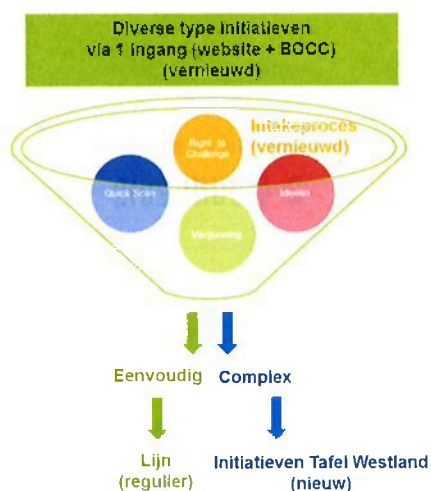 Diverse type initiatieven
via 1 ingang (website + BOCC)
(vernieuwd)
Intakeproces
(vernieuwd)
Right to
Challenge
Quick Scan
Ideeën
Vergunning
Eenvoudig Complex
Lijn
(regulier)
Initiatieven Tafel Westland
(nieuw)